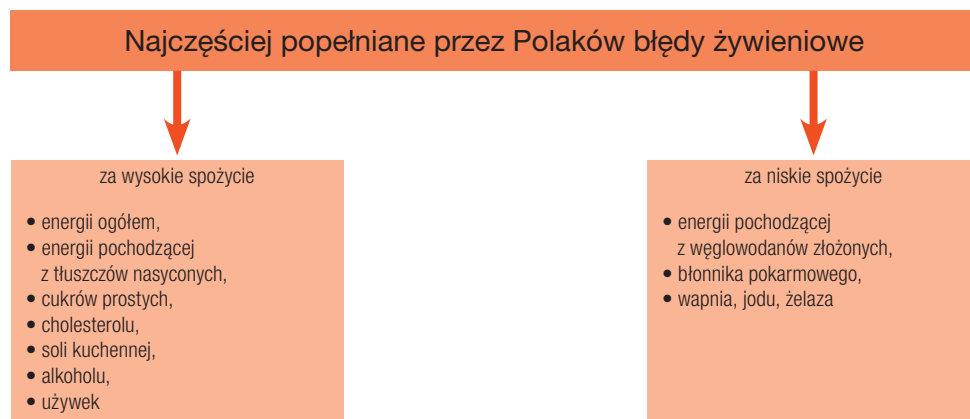 Najczęściej popełniane przez Polaków błędy żywieniowe
za wysokie spożycie
• energii ogółem,
• energii pochodzącej
z tłuszczów nasyconych,
• cukrów prostych,
• cholesterolu,
• soli kuchennej,
• alkoholu,
• używek
za niskie spożycie
• energii pochodzącej
z węglowodanów złożonych,
• błonnika pokarmowego,
• wapnia, jodu, żelaza